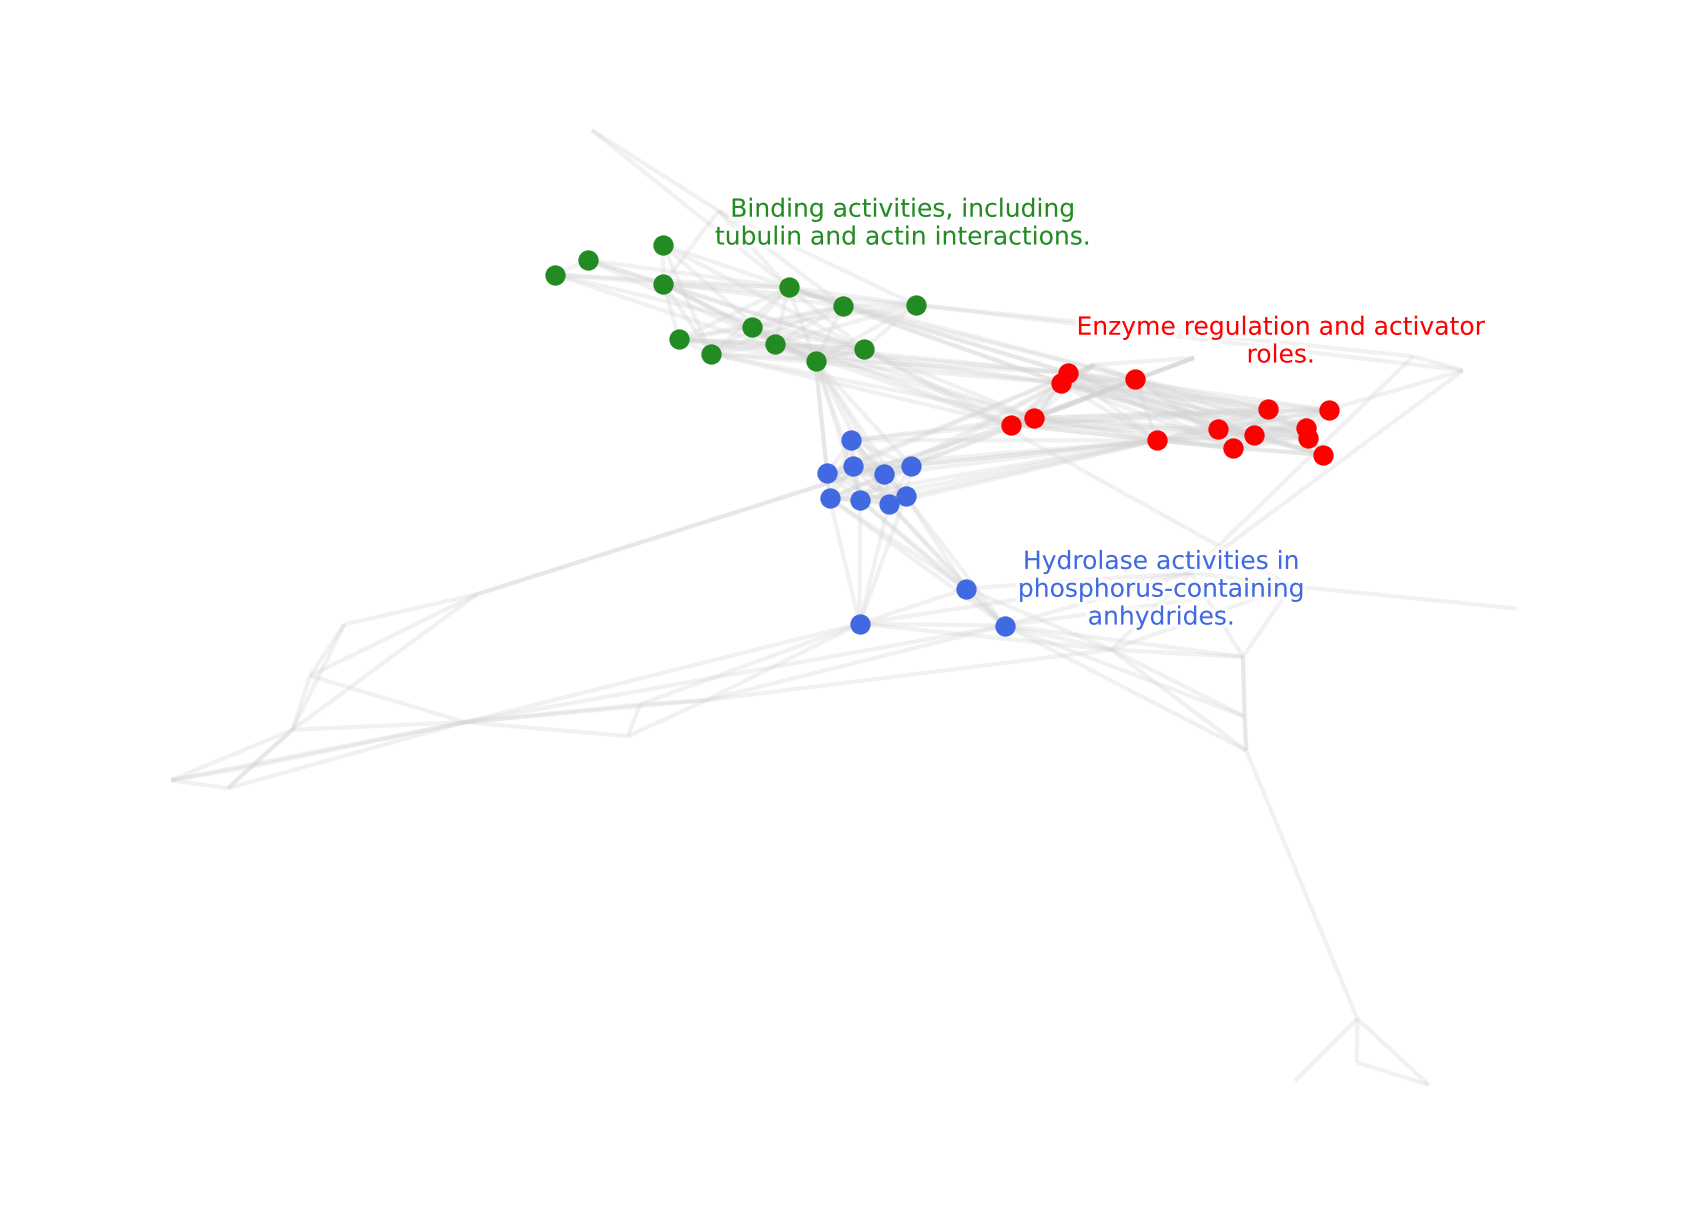 Binding activities, including
tubulin and actin interactions.
Enzyme regulation and activator
roles.
Hydrolase activities in
phosphorus-containing
anhydrides.